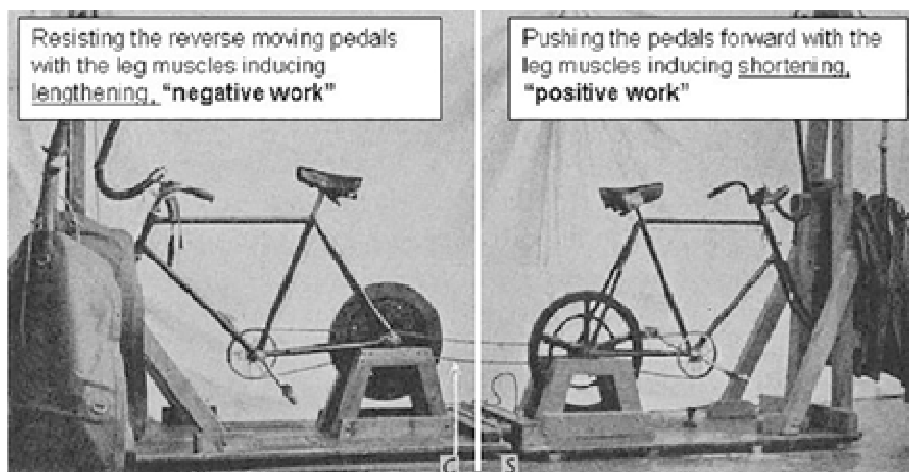 Resisting the reverse moving pedals
with the leg muscles inducing
lengthening, "negative work"
Pushing the pedals forward with the
leg muscles inducing shortening,
"positive work"
C
S